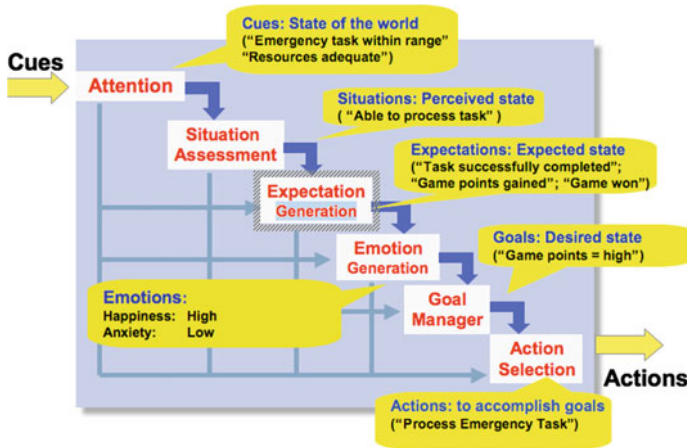 Cues: State of the world
(“Emergency task within range”
“Resources adequate”)
Cues
Attention
Situations: Perceived state
( “Able to process task” )
Situation
Assessment
Expectations: Expected state
(“Task successfully completed”;
“Game points gained”; “Game won”)
Expectation
Generation
Goals: Desired state
(“Game points = high”)
Emotion
Generation
Emotions:
Happiness: High
Anxiety: Low
Goal
Manager
Action
Selection
Actions
Actions: to accomplish goals
(“Process Emergency Task”)